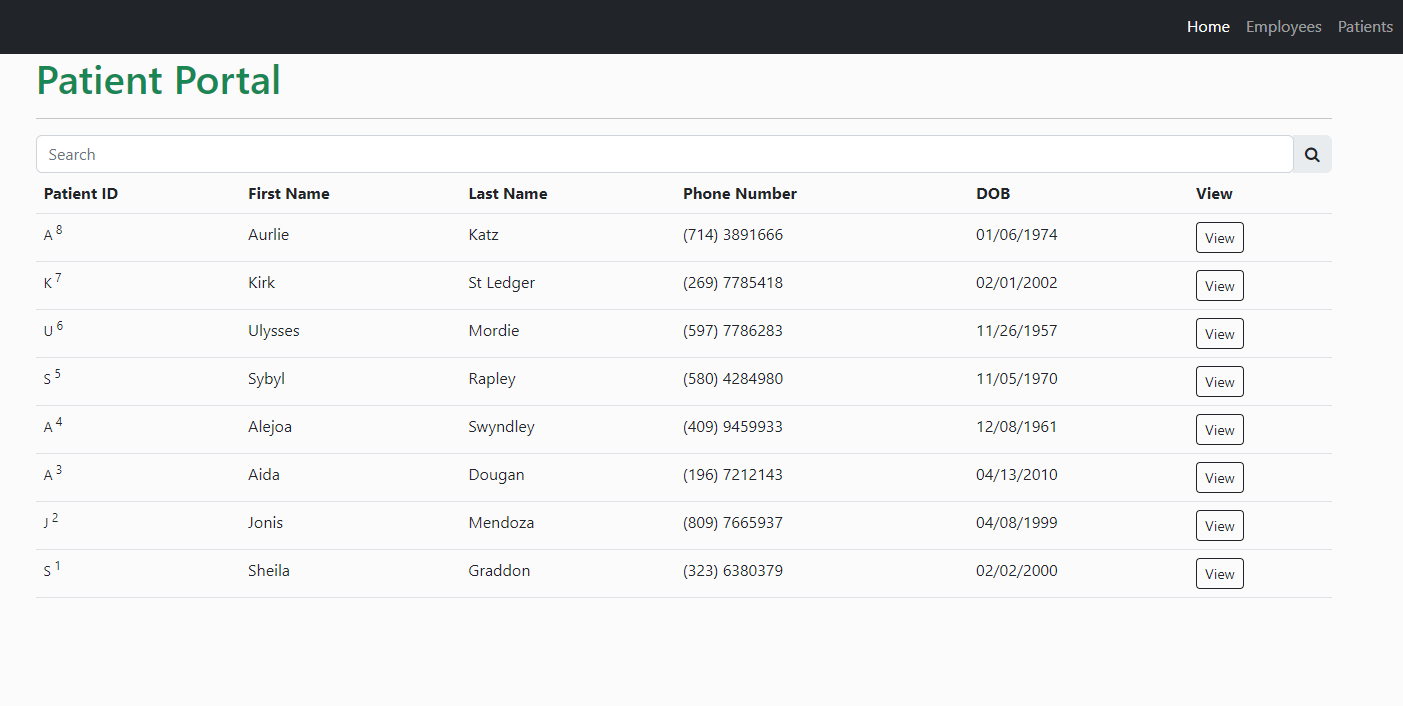 Home Employees Patients
Patient Portal
Search
Patient ID First Name Last Name Phone Number DOB View
A 8 Aurlie Katz (714) 3891666 01/06/1974 View
K 7 Kirk St Ledger (269) 7785418 02/01/2002 View
U 6 Ulysses Mordie (597) 7786283 11/26/1957 View
S 5 Sybyl Rapley (580) 4284980 11/05/1970 View
A 4 Alejoa Swyndley (409) 9459933 12/08/1961 View
A 3 Aida Dougan (196) 7212143 04/13/2010 View
J 2 Jonis Mendoza (809) 7665937 04/08/1999 View
S 1 Sheila Graddon (323) 6380379 02/02/2000 View